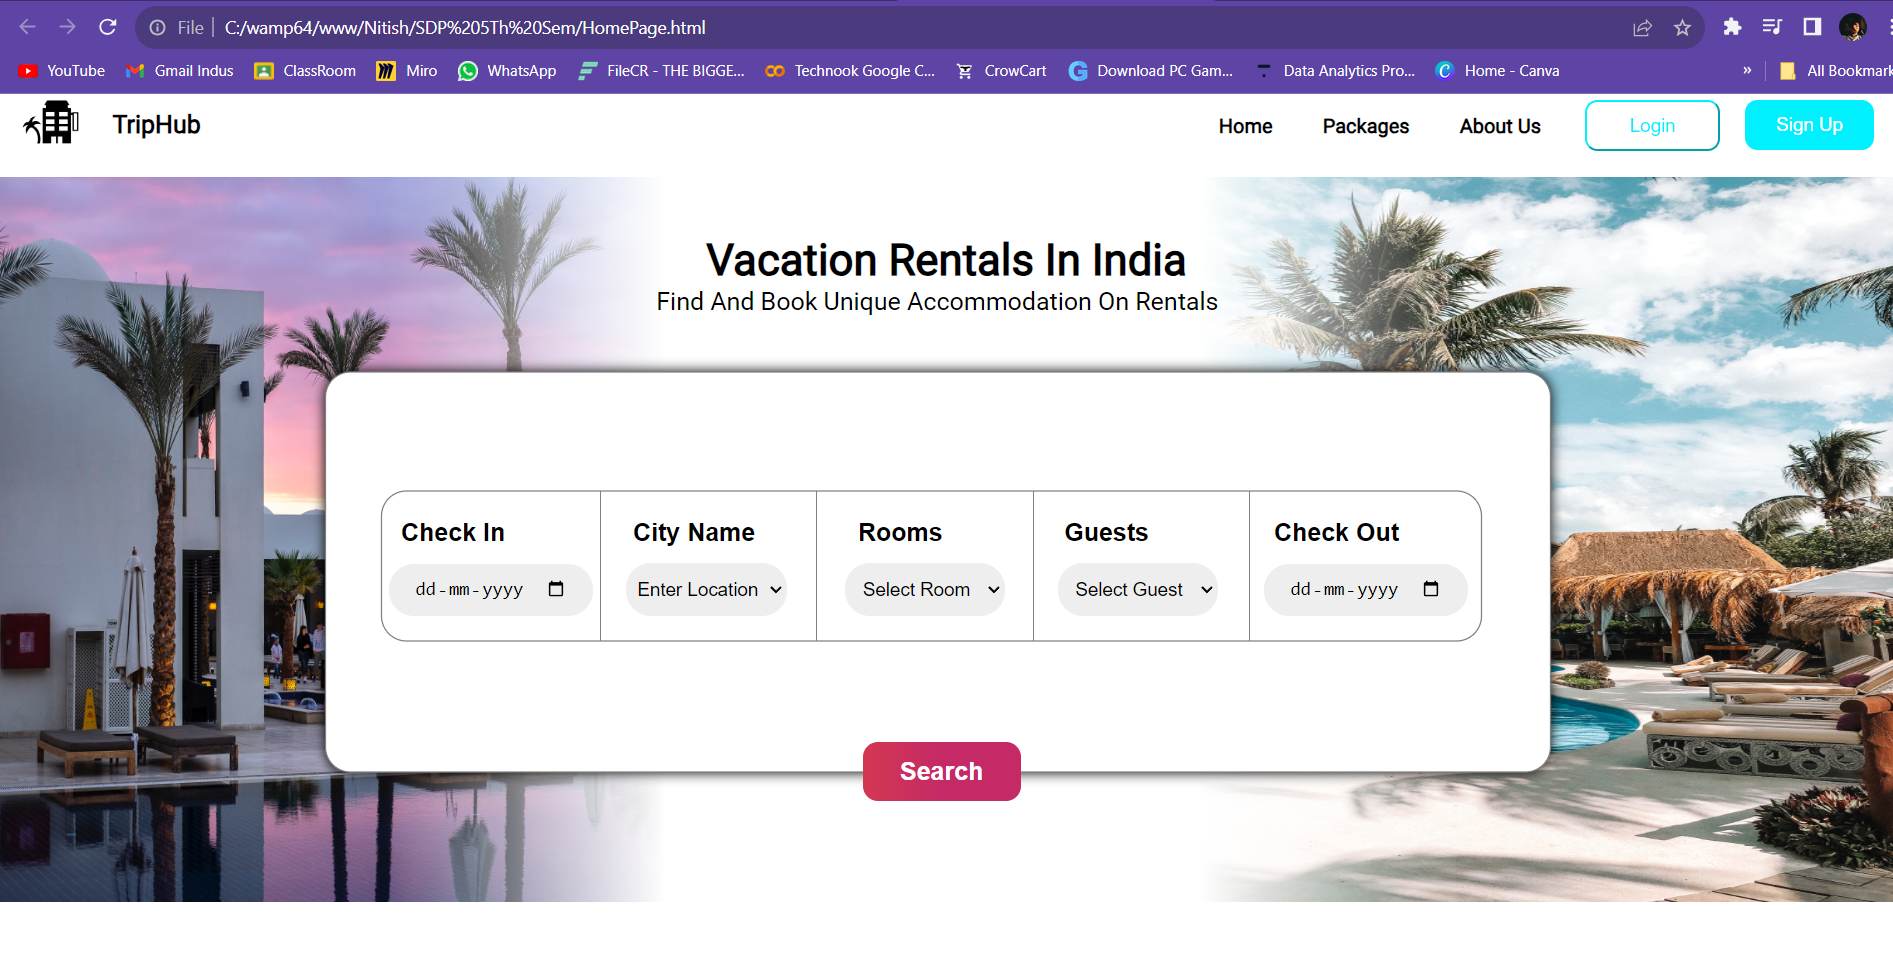 File | C:/wamp64/www/Nitish/SDP%205Th%20Sem/HomePage.html
YouTube Gmail Indus ClassRoom Miro WhatsApp FileCR - THE BIGGE... Technook Google C... CrowCart Download PC Gam... Data Analytics Pro... Home - Canva » All Bookmark
TripHub Home Packages About Us Login Sign Up
Vacation Rentals In India
Find And Book Unique Accommodation On Rentals
Check In City Name Rooms Guests Check Out
dd-mm-yyyy Enter Location Select Room Select Guest dd-mm-yyyy
Search